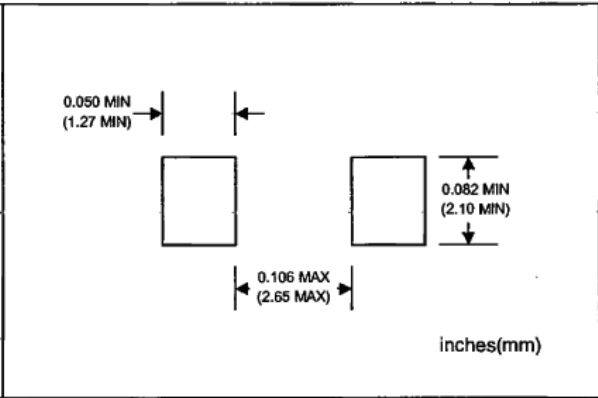 0.050 MIN
(1.27 MIN)
0.082 MIN
(2.10 MIN)
0.106 MAX
(2.65 MAX)
inches(mm)